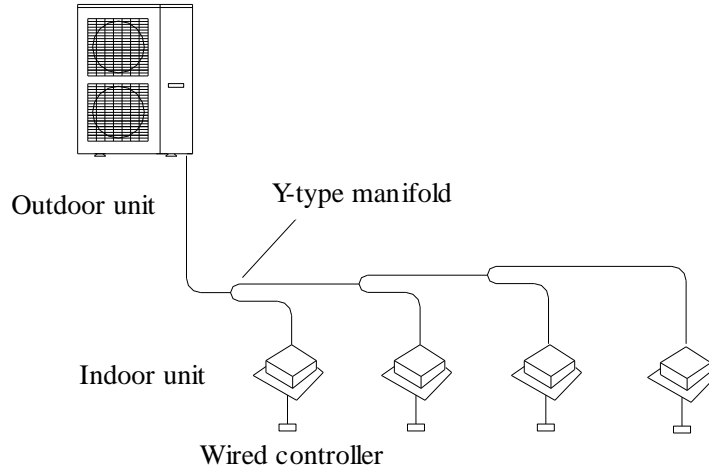 Outdoor unit
Y-type manifold
Indoor unit
Wired controller